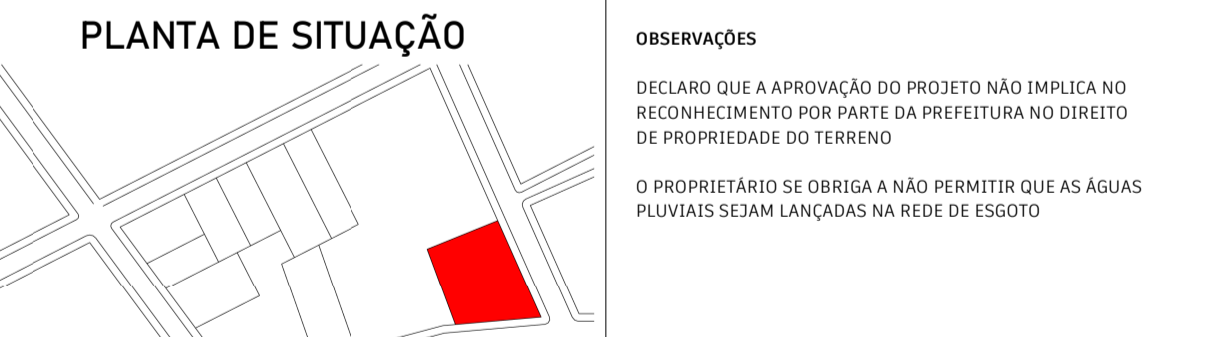 PLANTA DE SITUAÇÃO
OBSERVAÇÕES
DECLARO QUE A APROVAÇÃO DO PROJETO NÃO IMPLICA NO
RECONHECIMENTO POR PARTE DA PREFEITURA NO DIREITO
DE PROPRIEDADE DO TERRENO
O PROPRIETÁRIO SE OBRIGA A NÃO PERMITIR QUE AS ÁGUAS
PLUVIAIS SEJAM LANÇADAS NA REDE DE ESGOTO